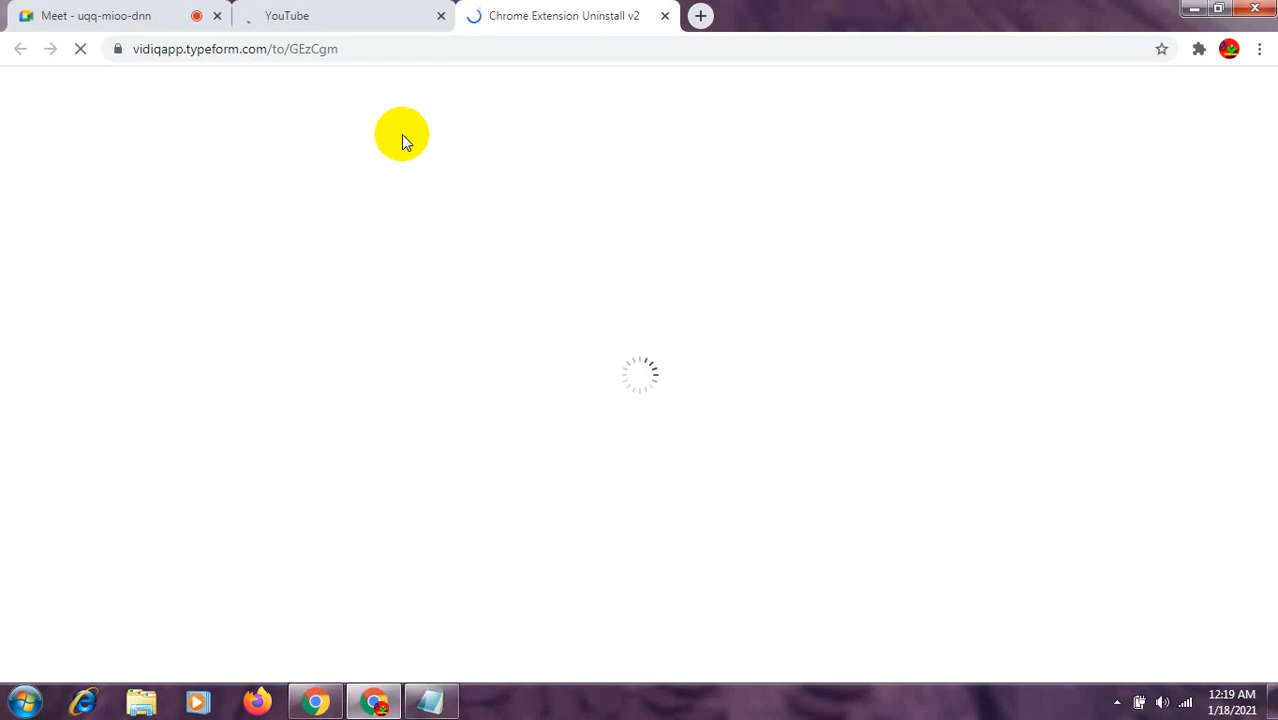 Meet - uqq-mioo-dnn
YouTube
Chrome Extension Uninstall v2
vidiqapp.typeform.com/to/GEzCgm
12:19 AM
1/18/2021